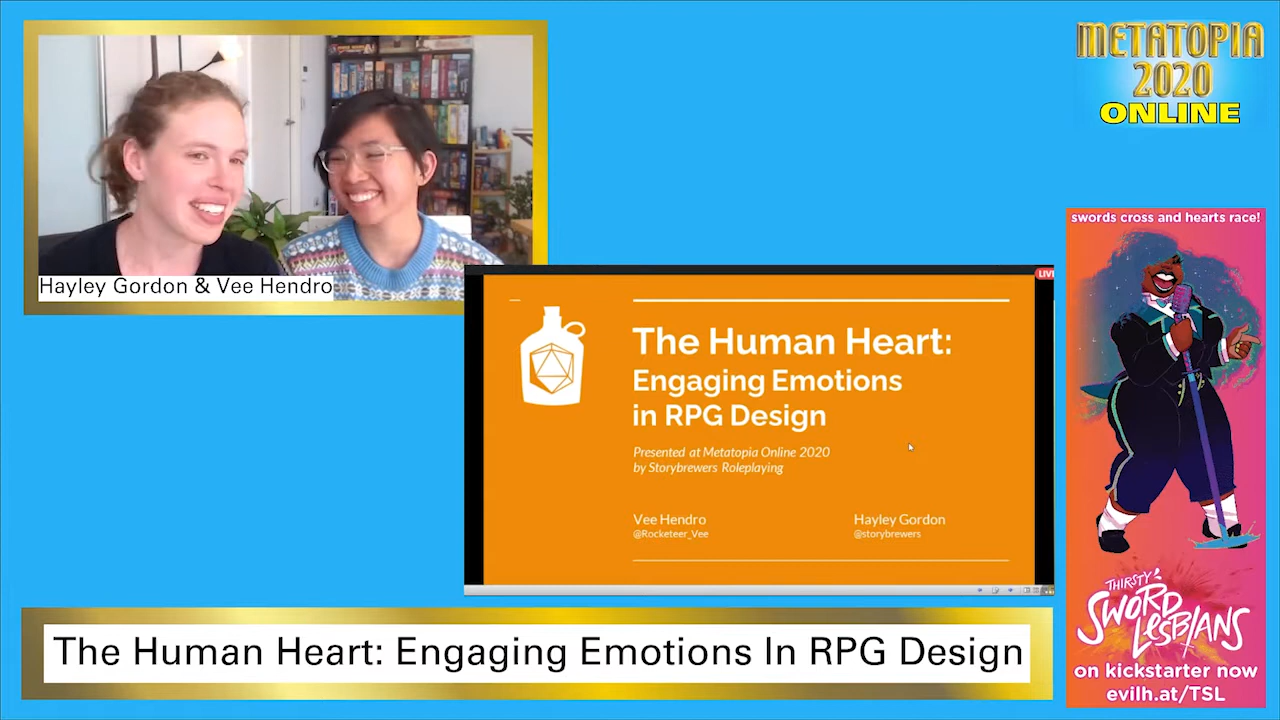 METATOPIA
2020
ONLINE
Hayley Gordon & Vee Hendro
swords cross and hearts race!
LIVE
The Human Heart:
Engaging Emotions
in RPG Design
Presented at Metatopia Online 2020
by Storybrewers Roleplaying
Vee Hendro
@Rocketeer_Vee
Hayley Gordon
@storybrewers
THIRSTY
SWORD
LESBIANS
on kickstarter now
evilh.at/TSL
The Human Heart: Engaging Emotions In RPG Design